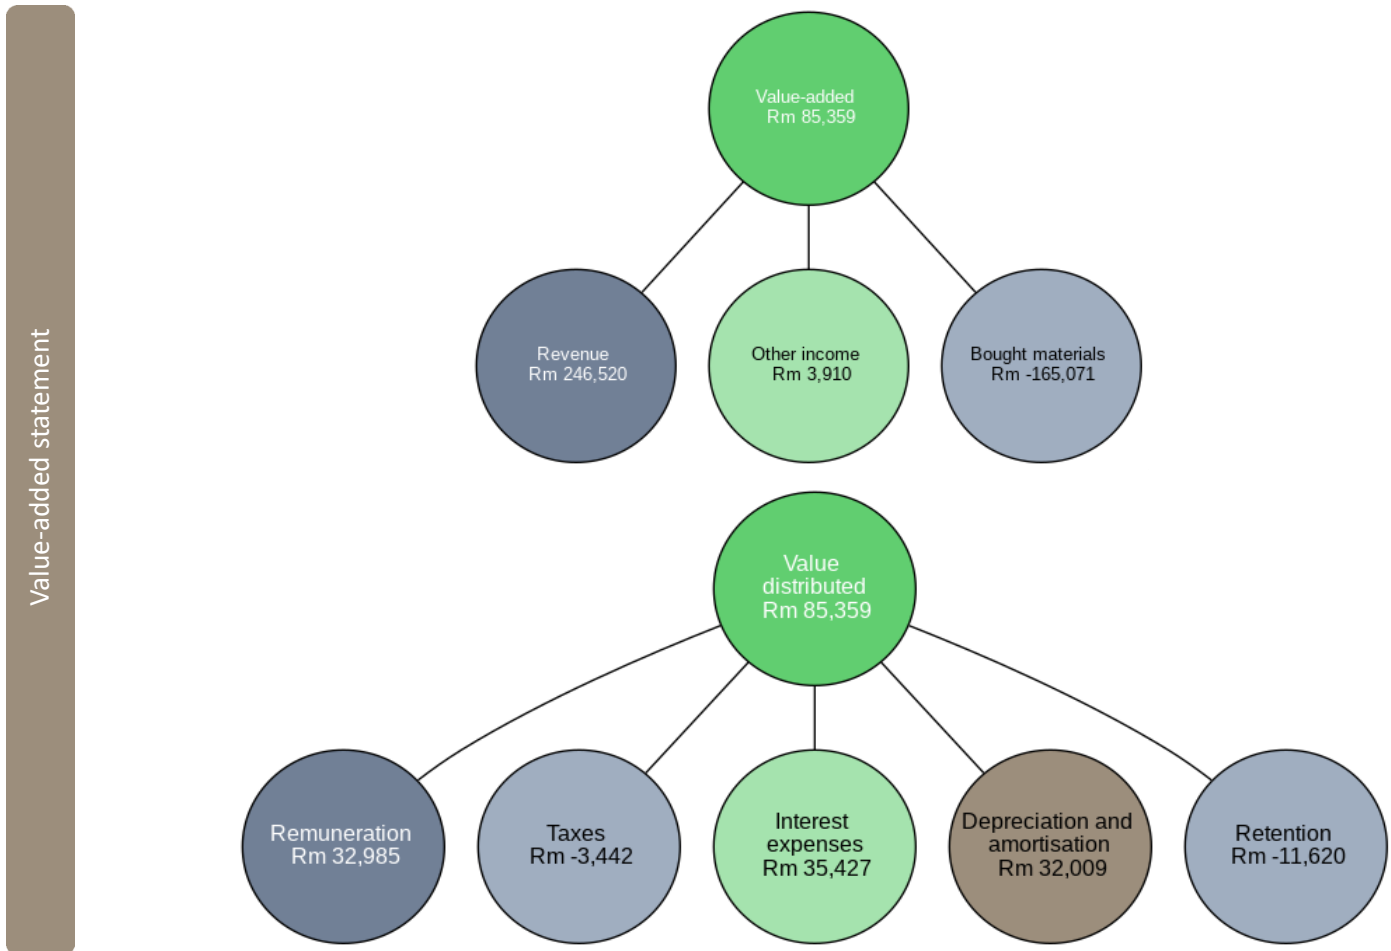 Value-added statement
Value-added
Rm 85,359
Revenue
Rm 246,520
Other income
Rm 3,910
Bought materials
Rm -165,071
Value
distributed
Rm 85,359
Remuneration
Rm 32,985
Taxes
Rm -3,442
Interest
expenses
Rm 35,427
Depreciation and
amortisation
Rm 32,009
Retention
Rm -11,620